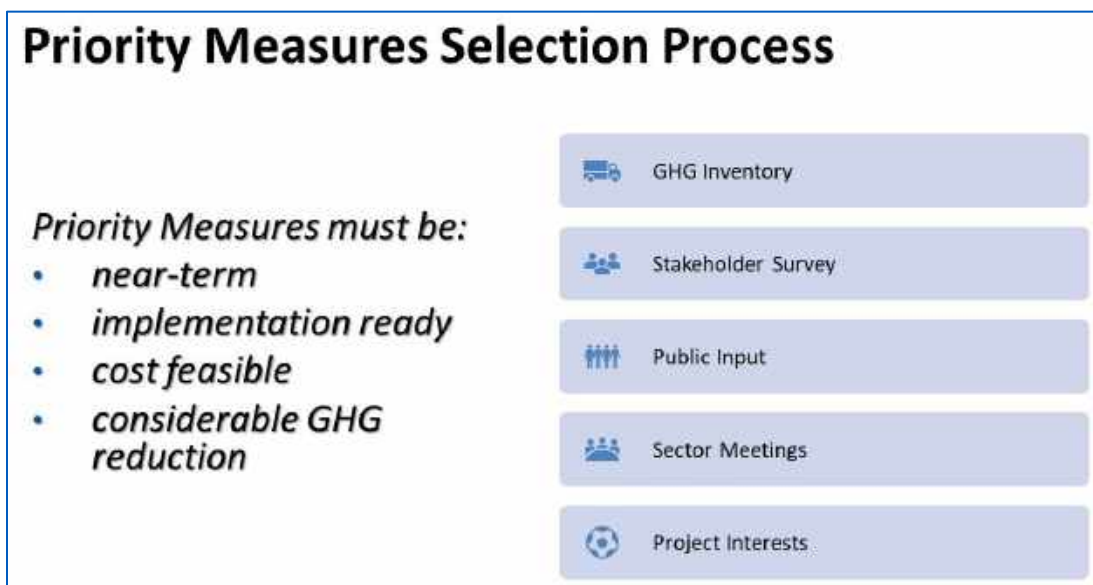 Priority Measures Selection Process
Priority Measures must be:
• near-term
• implementation ready
• cost feasible
• considerable GHG
reduction
GHG Inventory
Stakeholder Survey
Public Input
Sector Meetings
Project Interests